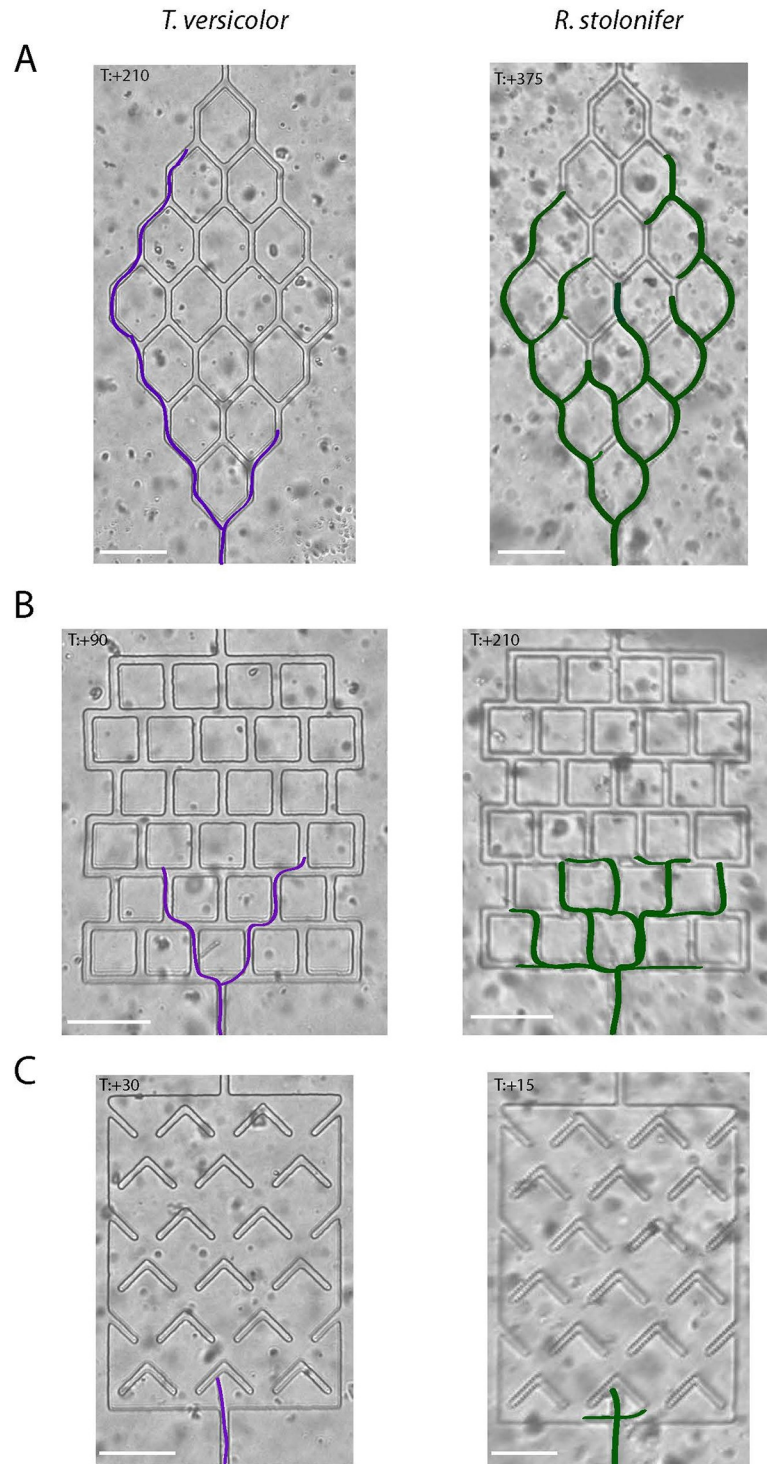 T. versicolor
R. stolonifer
A
T:+210
T:+375
B
T:+90
T:+210
C
T:+30
T:+15